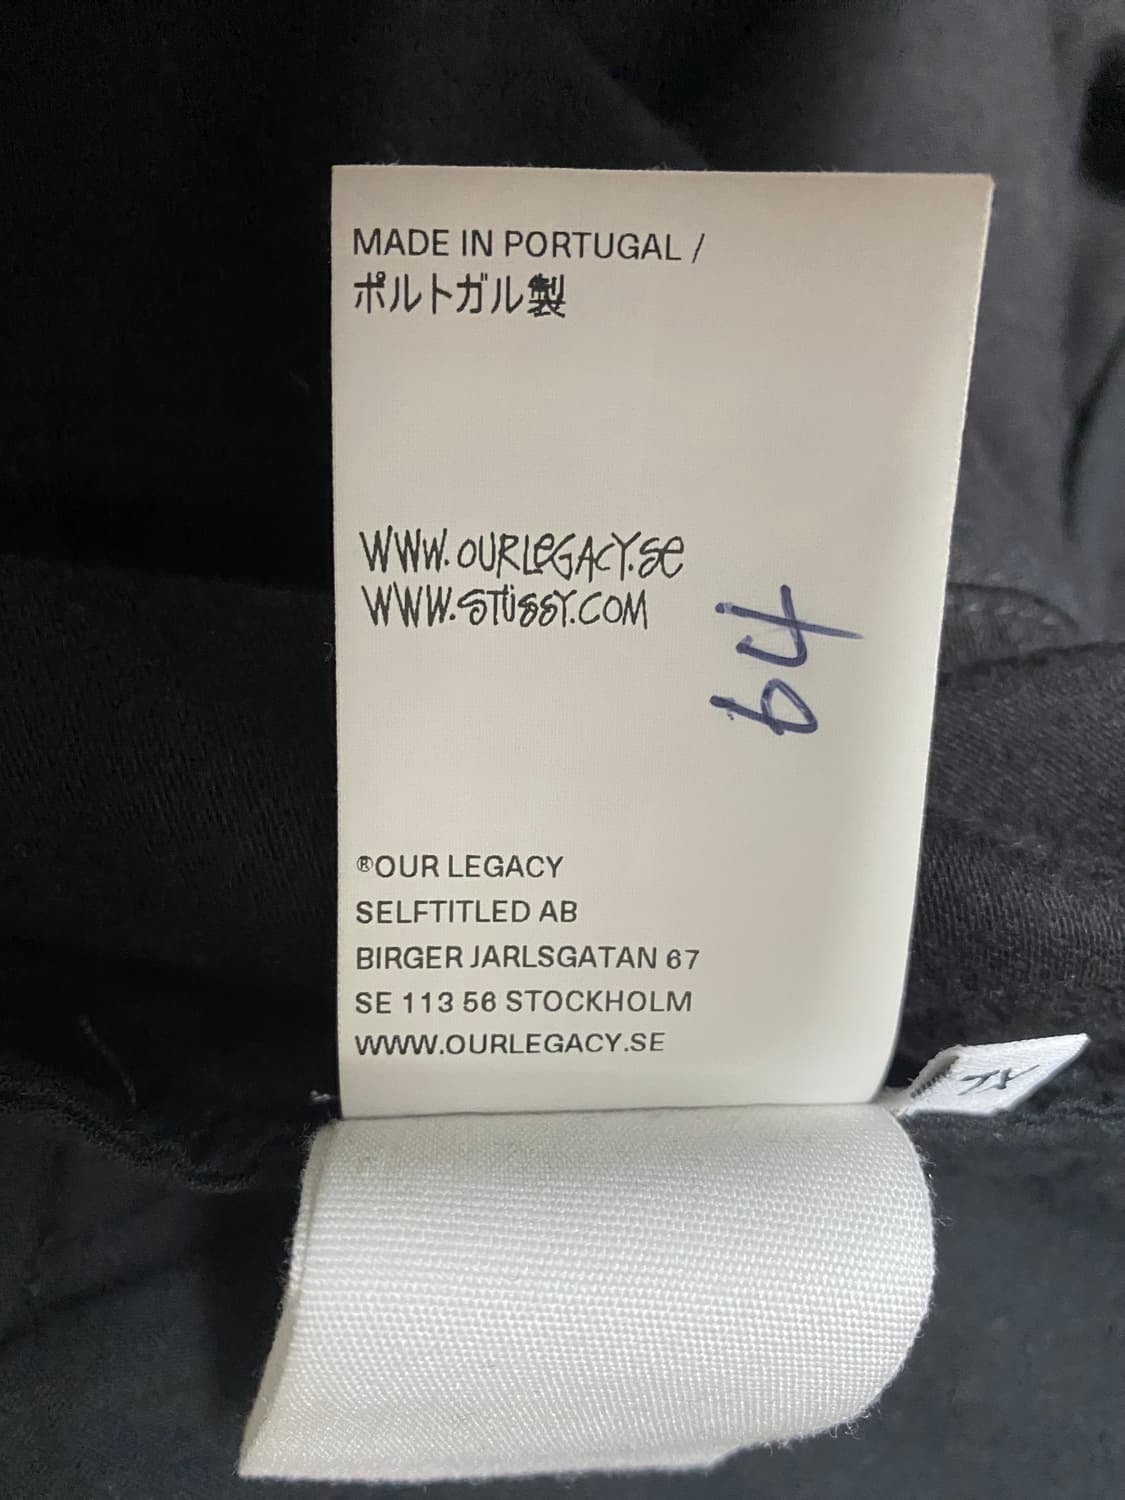 MADE IN PORTUGAL /
ポルトガル製
WWW.OURLEGACY.SE
WWW.STÜSSY.COM
64
®OUR LEGACY
SELFTITLED AB
BIRGER JARLSGATAN 67
SE 113 56 STOCKHOLM
WWW.OURLEGACY.SE
XL